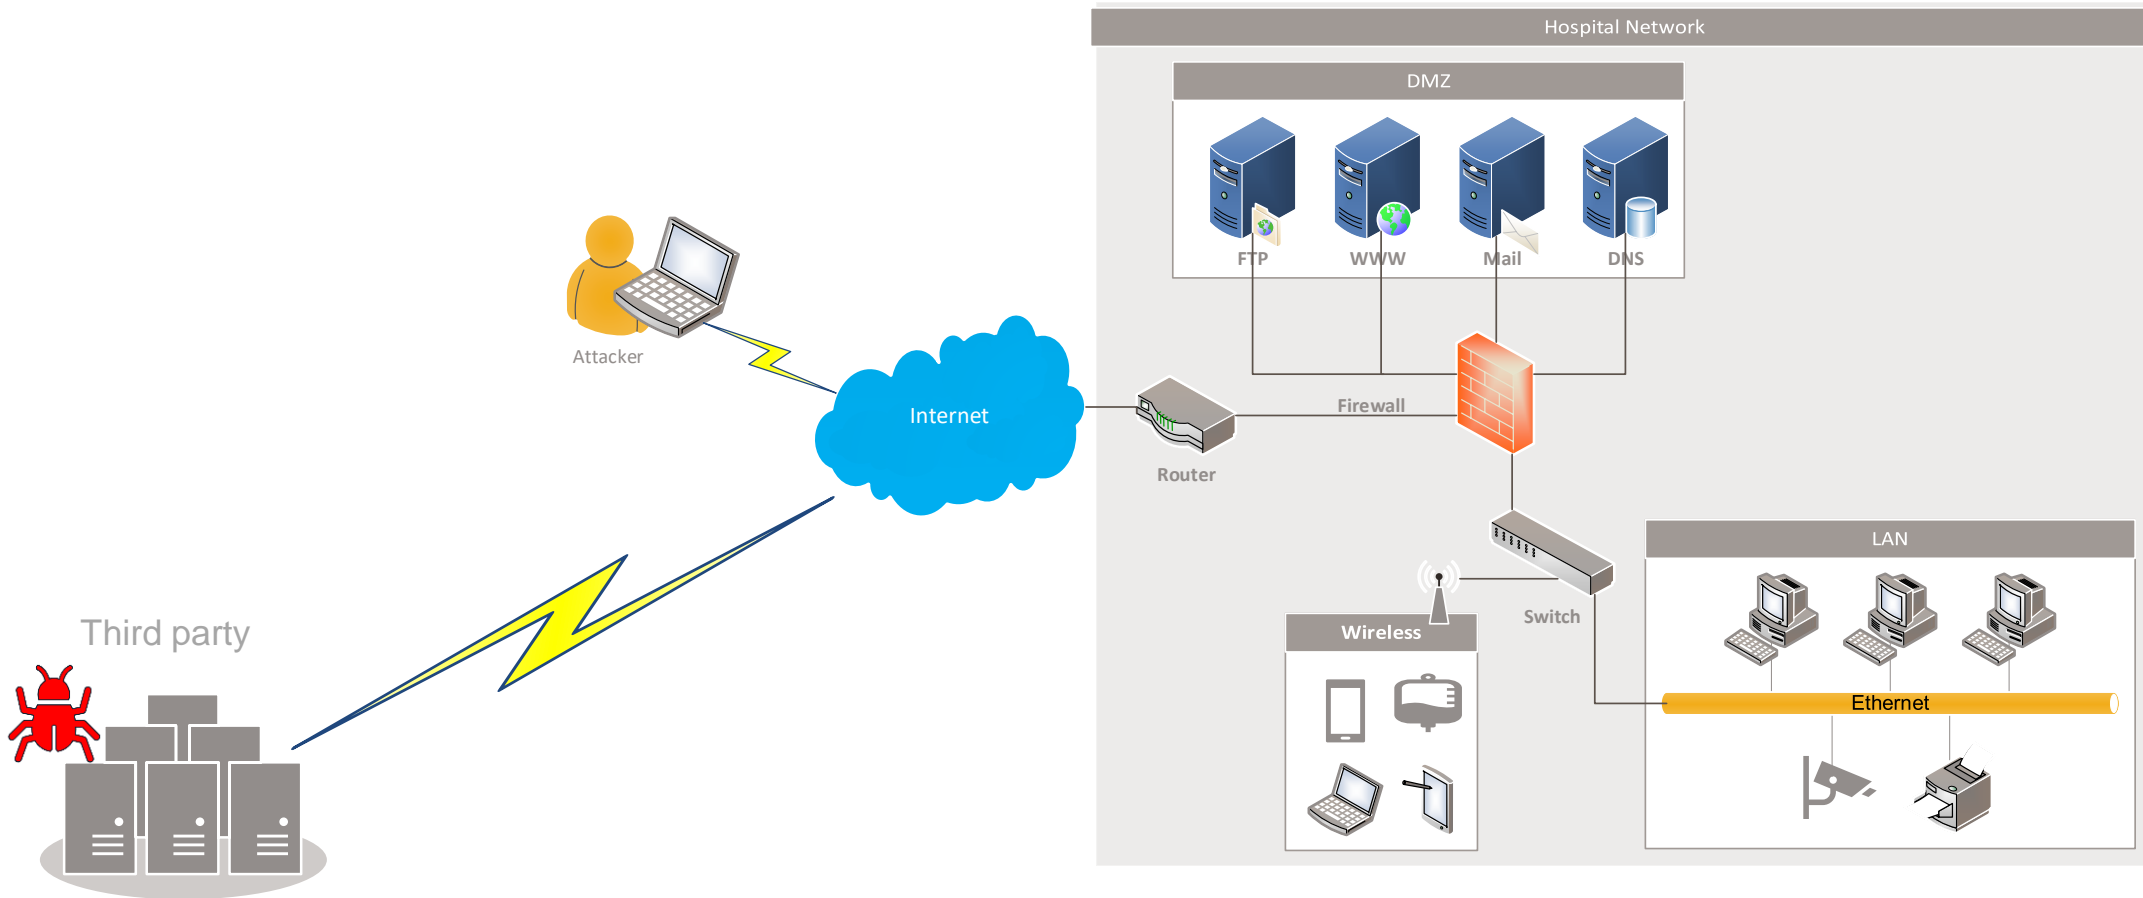 Hospital Network
DMZ
FTP
WWW
Mail
DNS
Attacker
Internet
Firewall
Router
Switch
LAN
Wireless
Third party
Ethernet